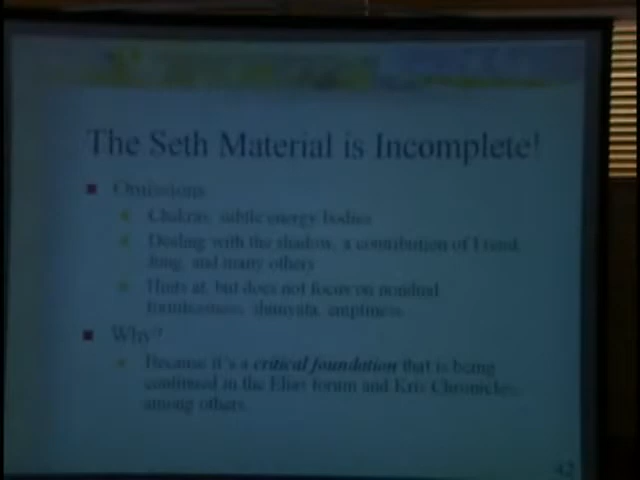 The Seth Material is Incomplete!
Omissions
Chakras, subtle energy bodies
Dealing with the shadow, a contribution of Freud,
Jung, and many others
Hints at, but does not focus on nondual
formlessness, shunyata, emptiness
Why?
Because it's a critical foundation that is being
continued in the Elias forum and Kris Chronicles,
among others.
42